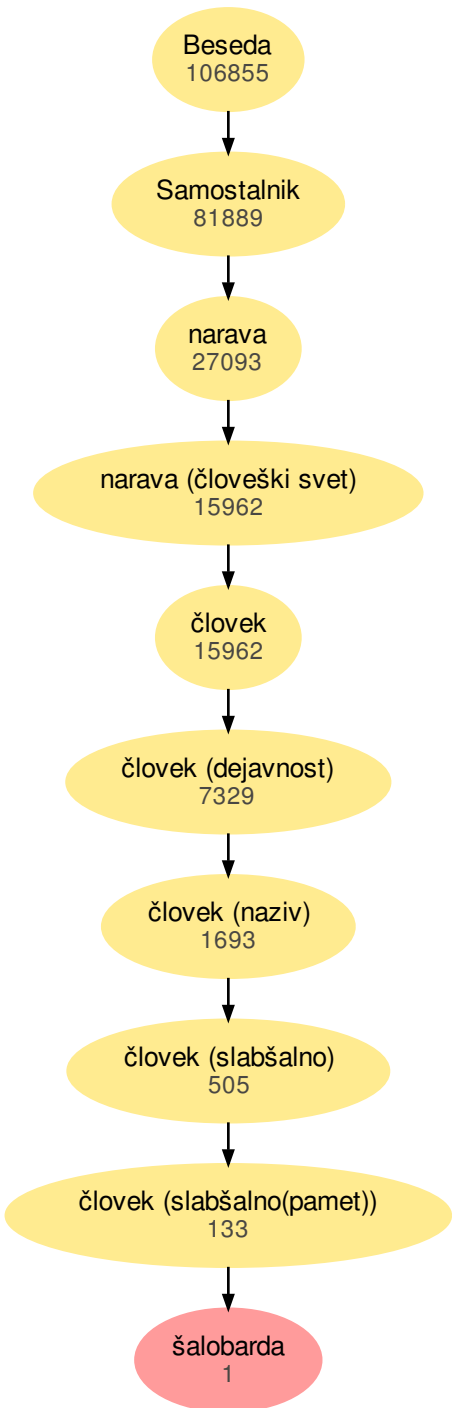 Beseda
106855
Samostalnik
81889
narava
27093
narava (človeški svet)
15962
človek
15962
človek (dejavnost)
7329
človek (naziv)
1693
človek (slabšalno)
505
človek (slabšalno(pamet))
133
šalobarda
1